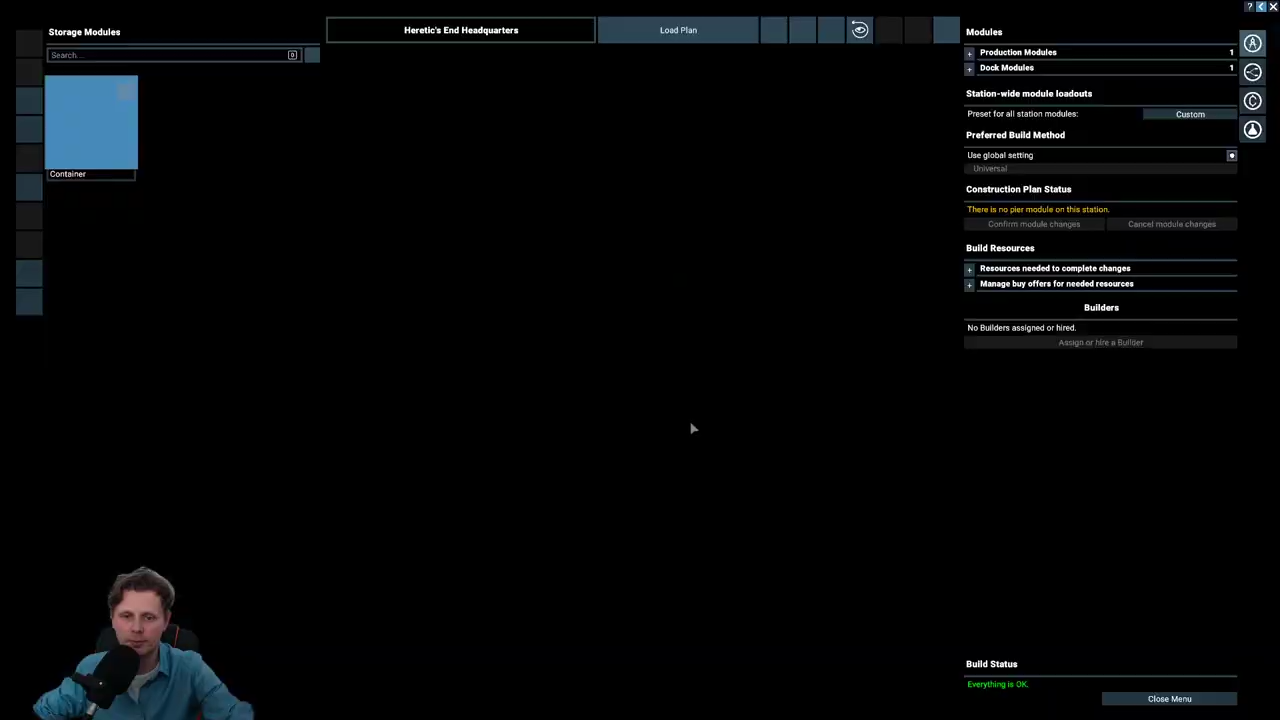 Storage Modules
Search...
0
Container
Heretic's End Headquarters
Load Plan
?
Modules
+ Production Modules 1
+ Dock Modules 1
Station-wide module loadouts
Preset for all station modules: Custom
Preferred Build Method
Use global setting
Universal
Construction Plan Status
There is no pier module on this station.
Confirm module changes Cancel module changes
Build Resources
+ Resources needed to complete changes
+ Manage buy offers for needed resources
Builders
No Builders assigned or hired.
Assign or hire a Builder
Build Status
Everything is OK.
Close Menu